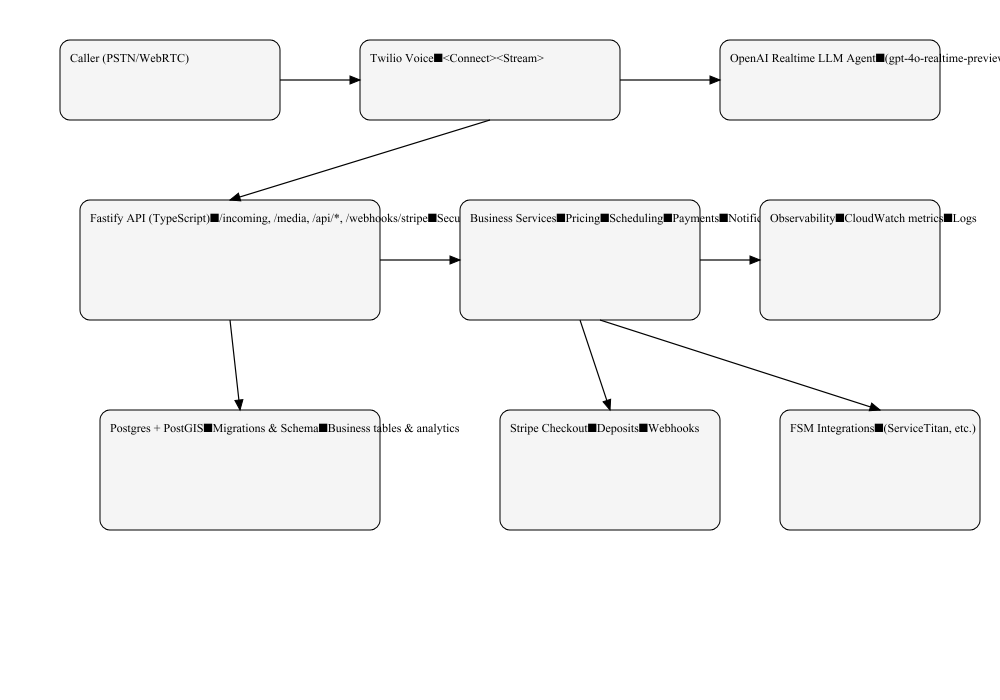 Caller (PSTN/WebRTC)
Twilio Voice■<Connect><Stream>
OpenAI Realtime LLM Agent■(gpt-4o-realtime-preview
Fastify API (TypeScript)■/incoming, /media, /api/*, /webhooks/stripe■Secu
Business Services■Pricing■Scheduling■Payments■Notific
Observability■CloudWatch metrics■Logs
Postgres + PostGIS■Migrations & Schema■Business tables & analytics
Stripe Checkout■Deposits■Webhooks
FSM Integrations■(ServiceTitan, etc.)